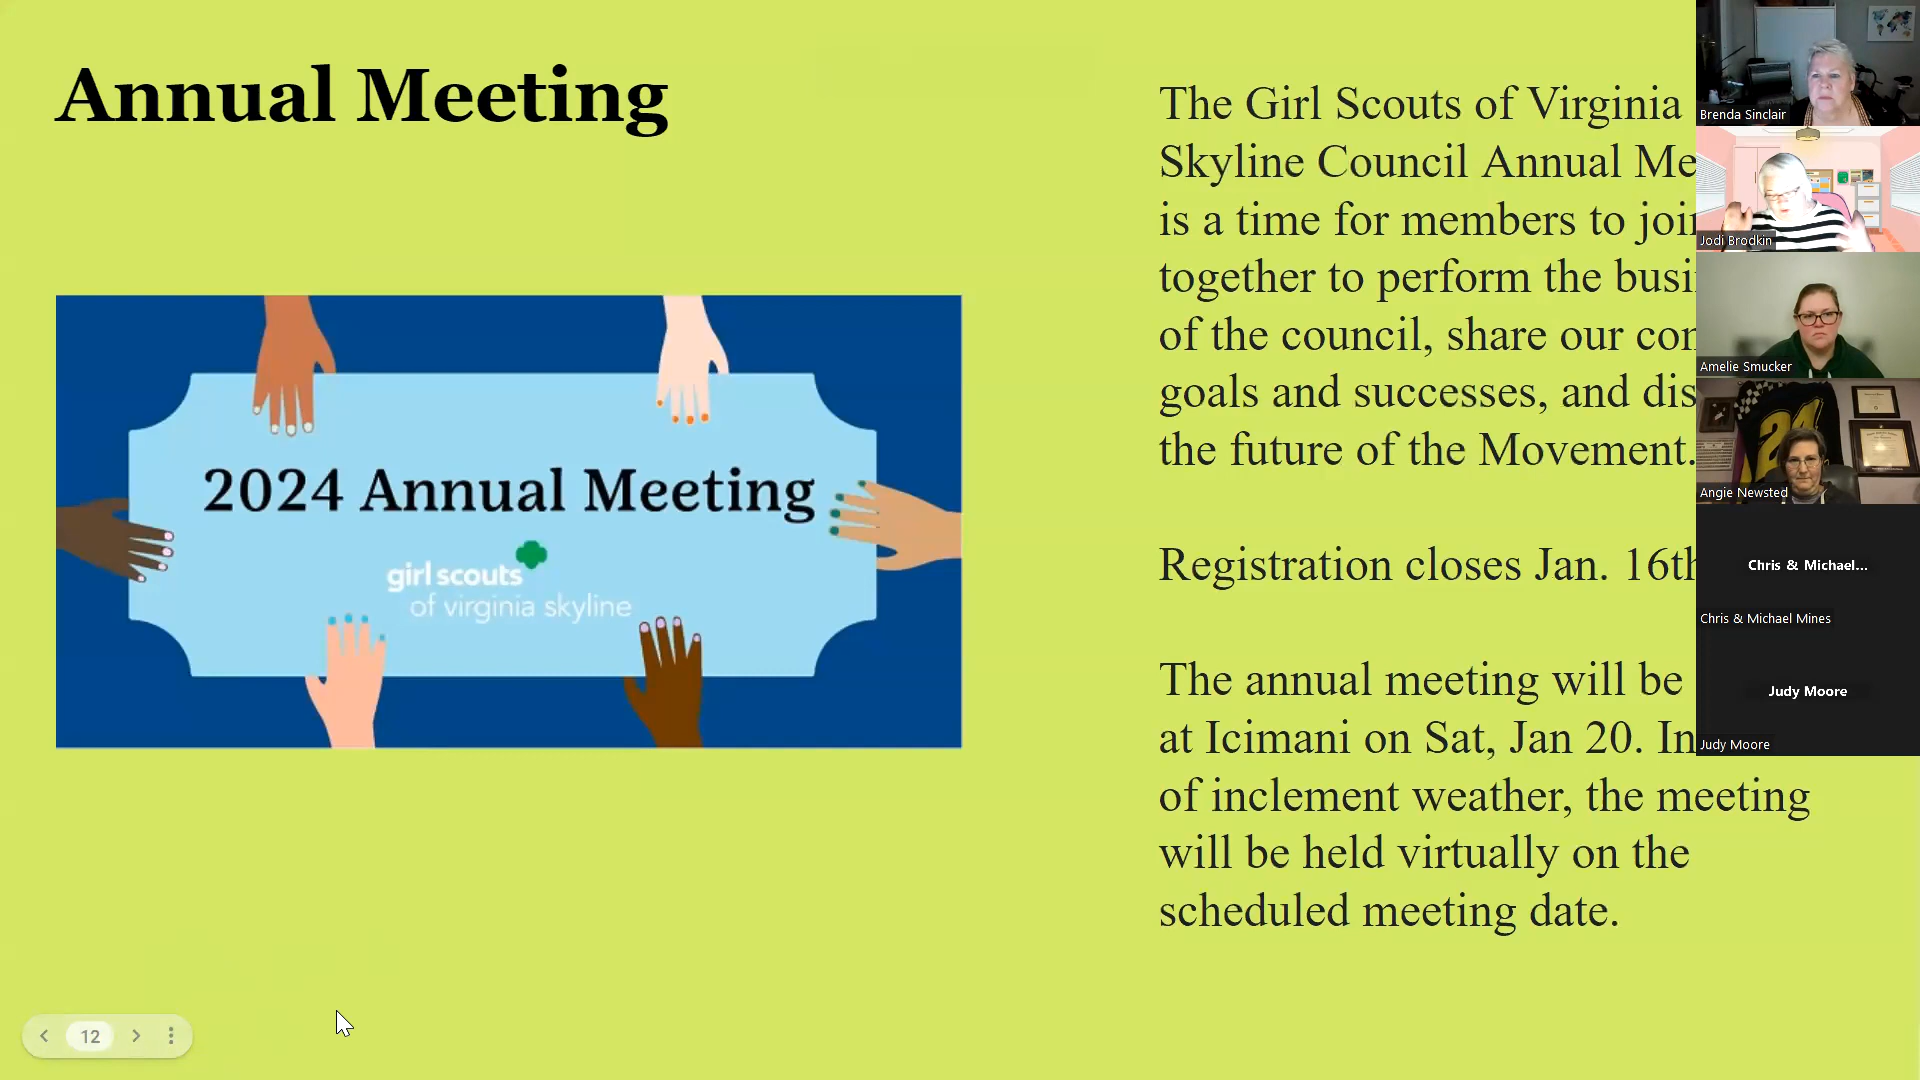 Annual Meeting
The Girl Scouts of Virginia
Skyline Council Annual Me
is a time for members to join
together to perform the busi
of the council, share our con
goals and successes, and dis
the future of the Movement.
Registration closes Jan. 16th
The annual meeting will be
at Icimani on Sat, Jan 20. In
of inclement weather, the meeting
will be held virtually on the
scheduled meeting date.
2024 Annual Meeting
girl scouts
of virginia skyline
Brenda Sinclair
Jodi Brodkin
Amelie Smucker
24
Angie Newsted
Chris & Michael...
Chris & Michael Mines
Judy Moore
Judy Moore
12